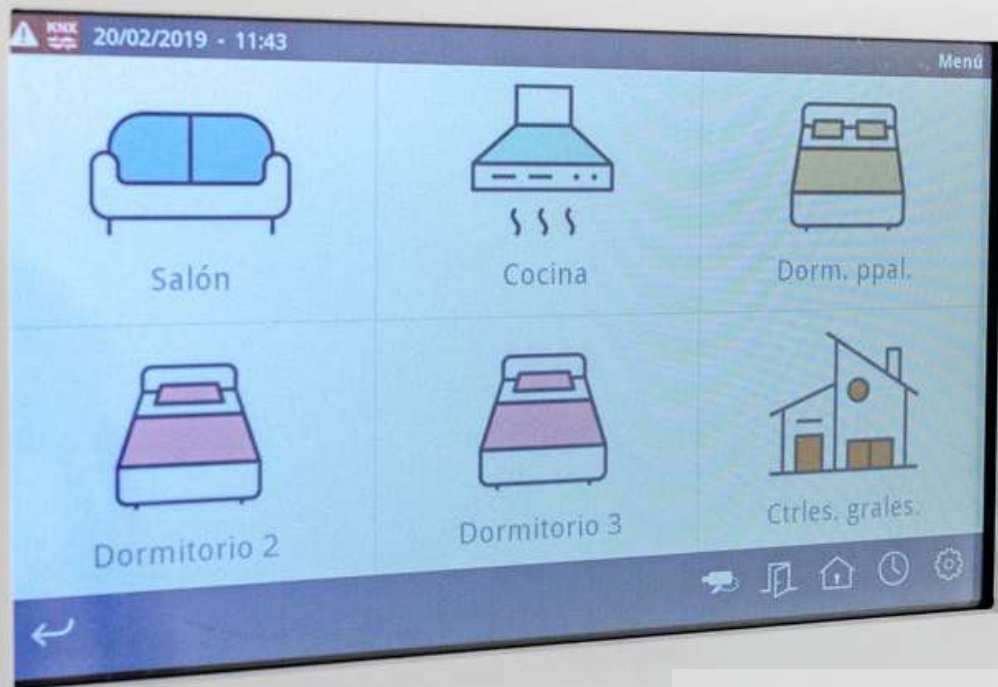 KNX
20/02/2019 - 11:43
Menú
Salón
Cocina
Dorm. ppal.
Dormitorio 2
Dormitorio 3
Ctrles. grales.